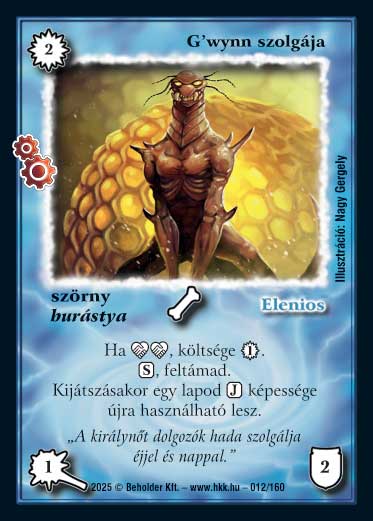 2
G'wynn szolgája
Illusztráció: Nagy Gergely
szörny
burástya
Elenios
Ha, költsége 1.
S, feltámad.
Kijátszásakor egy lapod J képessége
újra használható lesz.
„A királynőt dolgozók hada szolgálja
éjjel és nappal."
1
2
2025 © Beholder Kft. – www.hkk.hu – 012/160